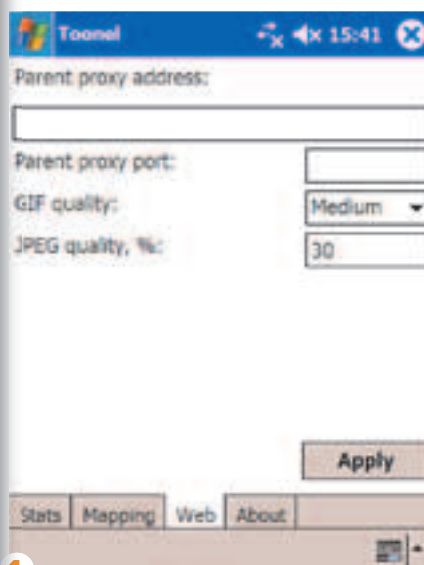 Toonel 15:41
Parent proxy address:
Parent proxy port:
GIF quality: Medium
JPEG quality, %: 30
Apply
Stats Mapping Web About